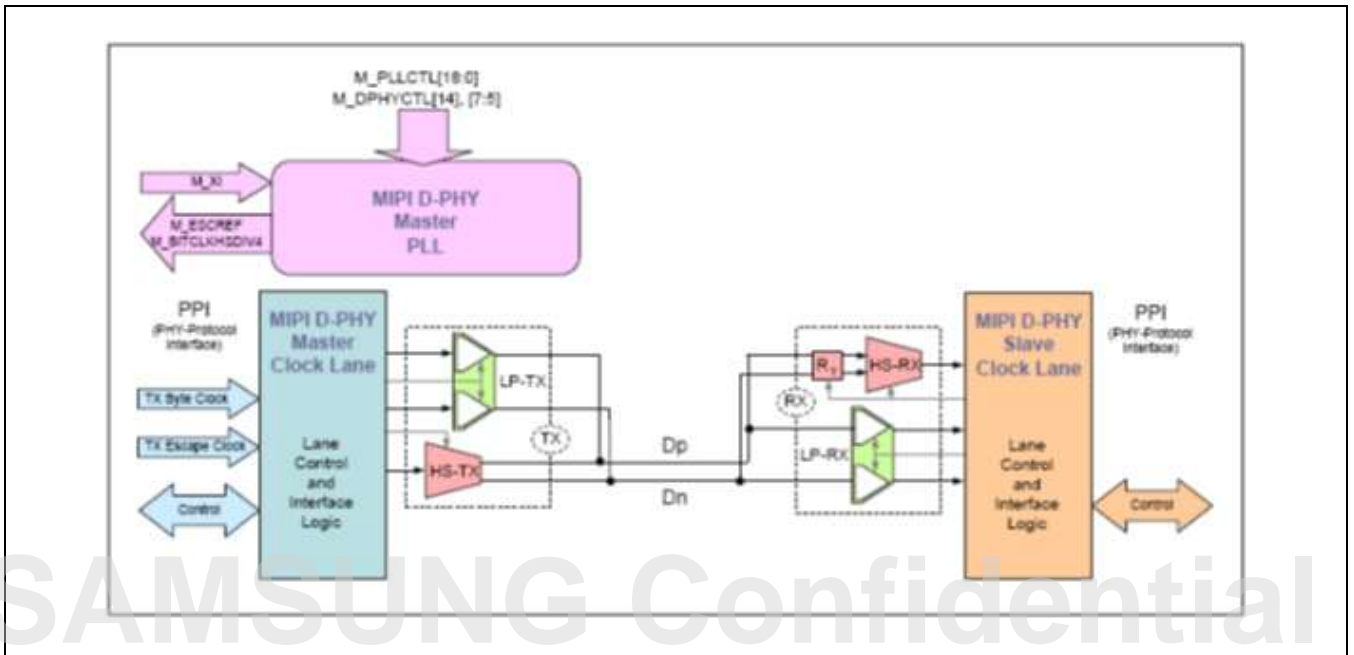 M_PLLCTL[18:0]
M_DPHYCTL[14], [7:5]
M_XI
M_ESCREF
M_BITCLKHSDIV4
MIPI D-PHY
Master
PLL
PPI
(PHY-Protocol
Interface)
MIPI D-PHY
Master
Clock Lane
TX Byte Clock
TX Escape Clock
Control
Lane
Control
and
Interface
Logic
LP-TX
TX
HS-TX
Dp
Dn
RX
RT
HS-RX
LP-RX
MIPI D-PHY
Slave
Clock Lane
Lane
Control
and
Interface
Logic
PPI
(PHY-Protocol
Interface)
Control
SAMSUNG Confidential